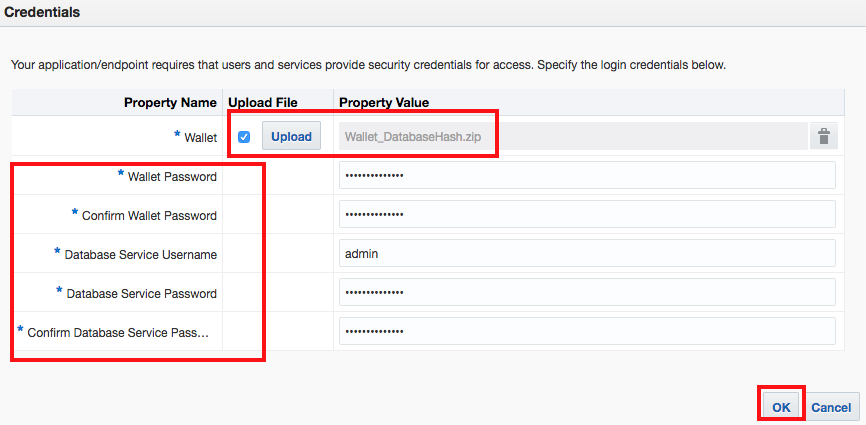 Credentials
Your application/endpoint requires that users and services provide security credentials for access. Specify the login credentials below.
Property Name Upload File Property Value
* Wallet Upload Wallet_DatabaseHash.zip
* Wallet Password ••••••••••••••
* Confirm Wallet Password ••••••••••••••
* Database Service Username admin
* Database Service Password ••••••••••••••
* Confirm Database Service Pass... ••••••••••••••
OK Cancel